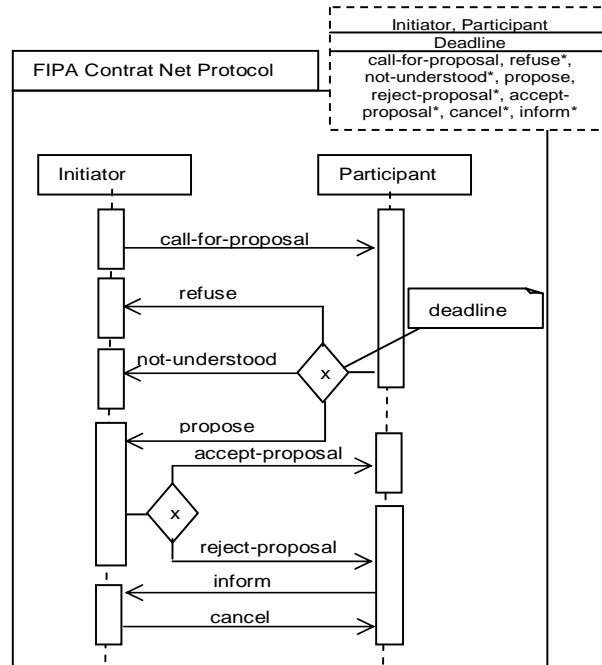 Initiator, Participant
Deadline
call-for-proposal, refuse*,
not-understood*, propose,
reject-proposal*, accept-
proposal*, cancel*, inform*
FIPA Contrat Net Protocol
Initiator
Participant
call-for-proposal
refuse
deadline
not-understood
x
propose
accept-proposal
x
reject-proposal
inform
cancel